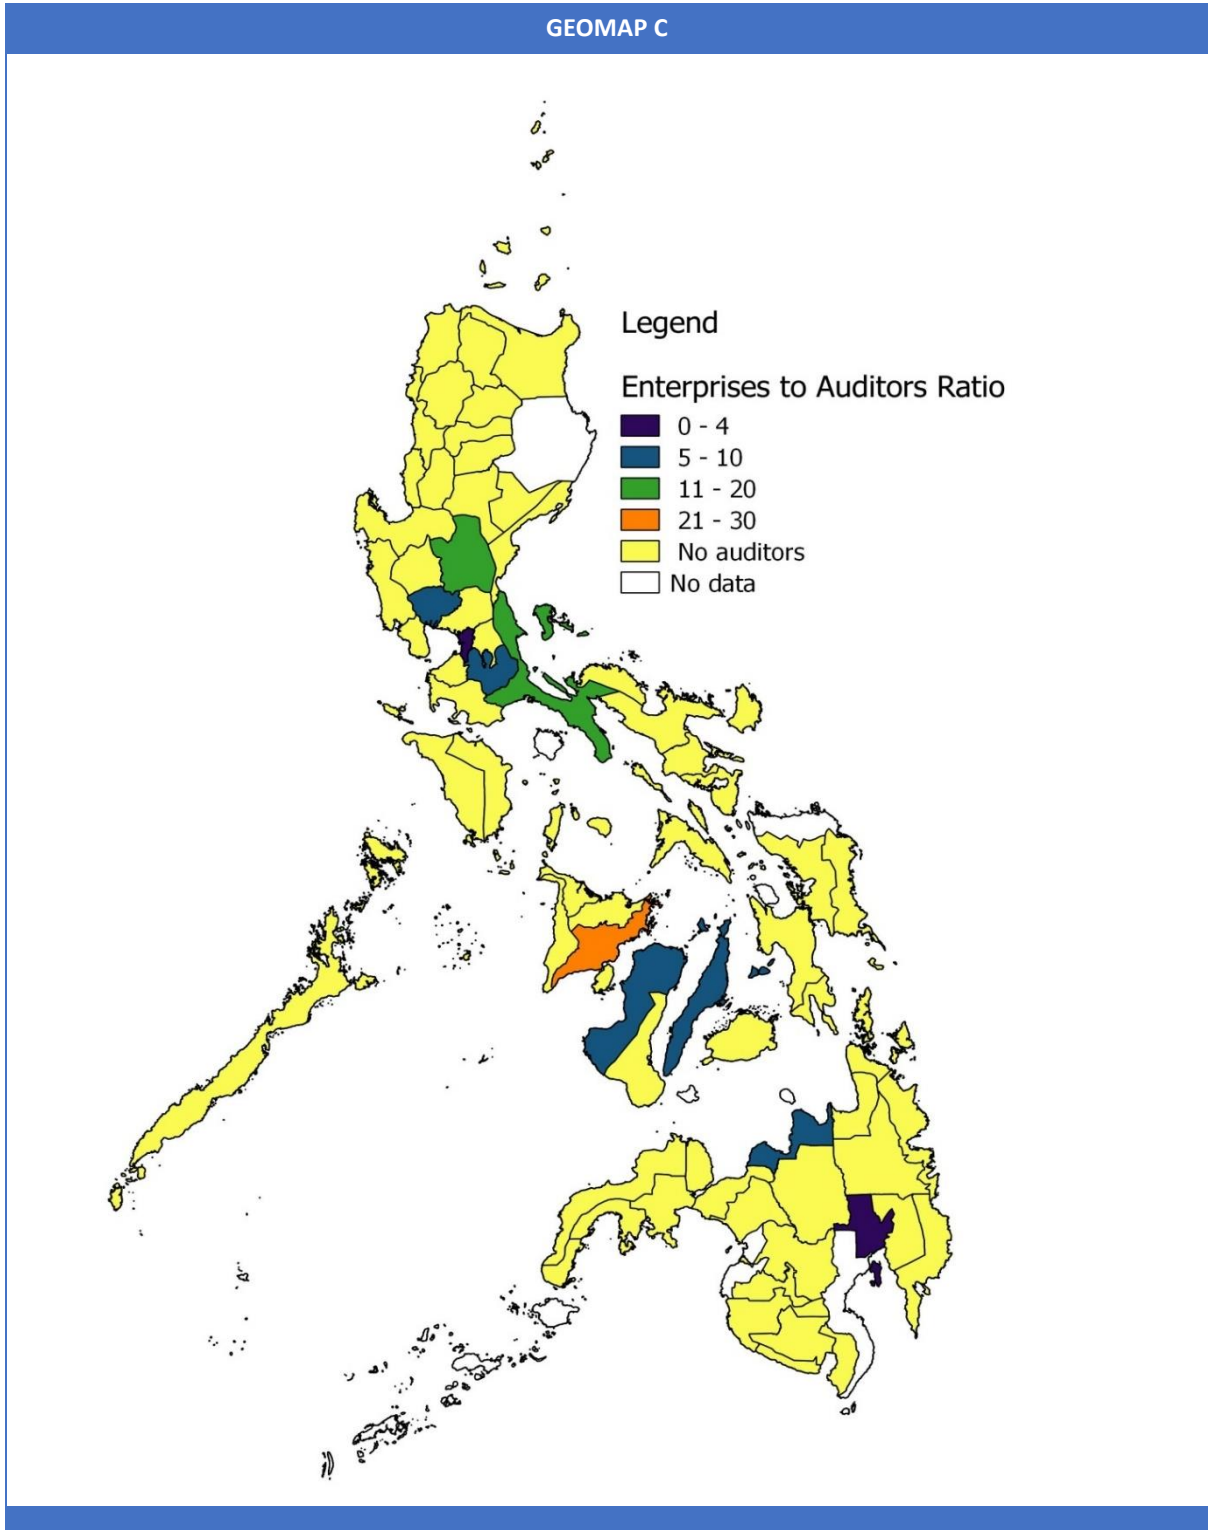 GEOMAP C
Legend
Enterprises to Auditors Ratio
0 - 4
5 - 10
11 - 20
21 - 30
No auditors
No data